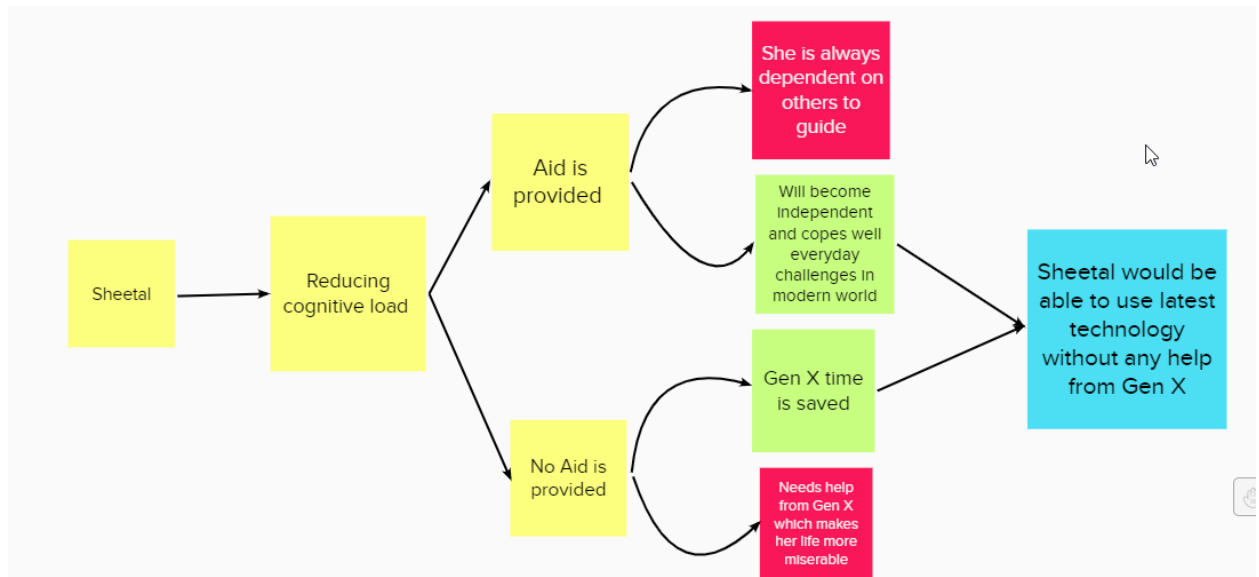 Sheetal
Reducing
cognitive load
Aid is
provided
No Aid is
provided
She is always
dependent on
others to
guide
Will become
independent
and copes well
everyday
challenges in
modern world
Gen X time
is saved
Needs help
from Gen X
which makes
her life more
miserable
Sheetal would be
able to use latest
technology
without any help
from Gen X